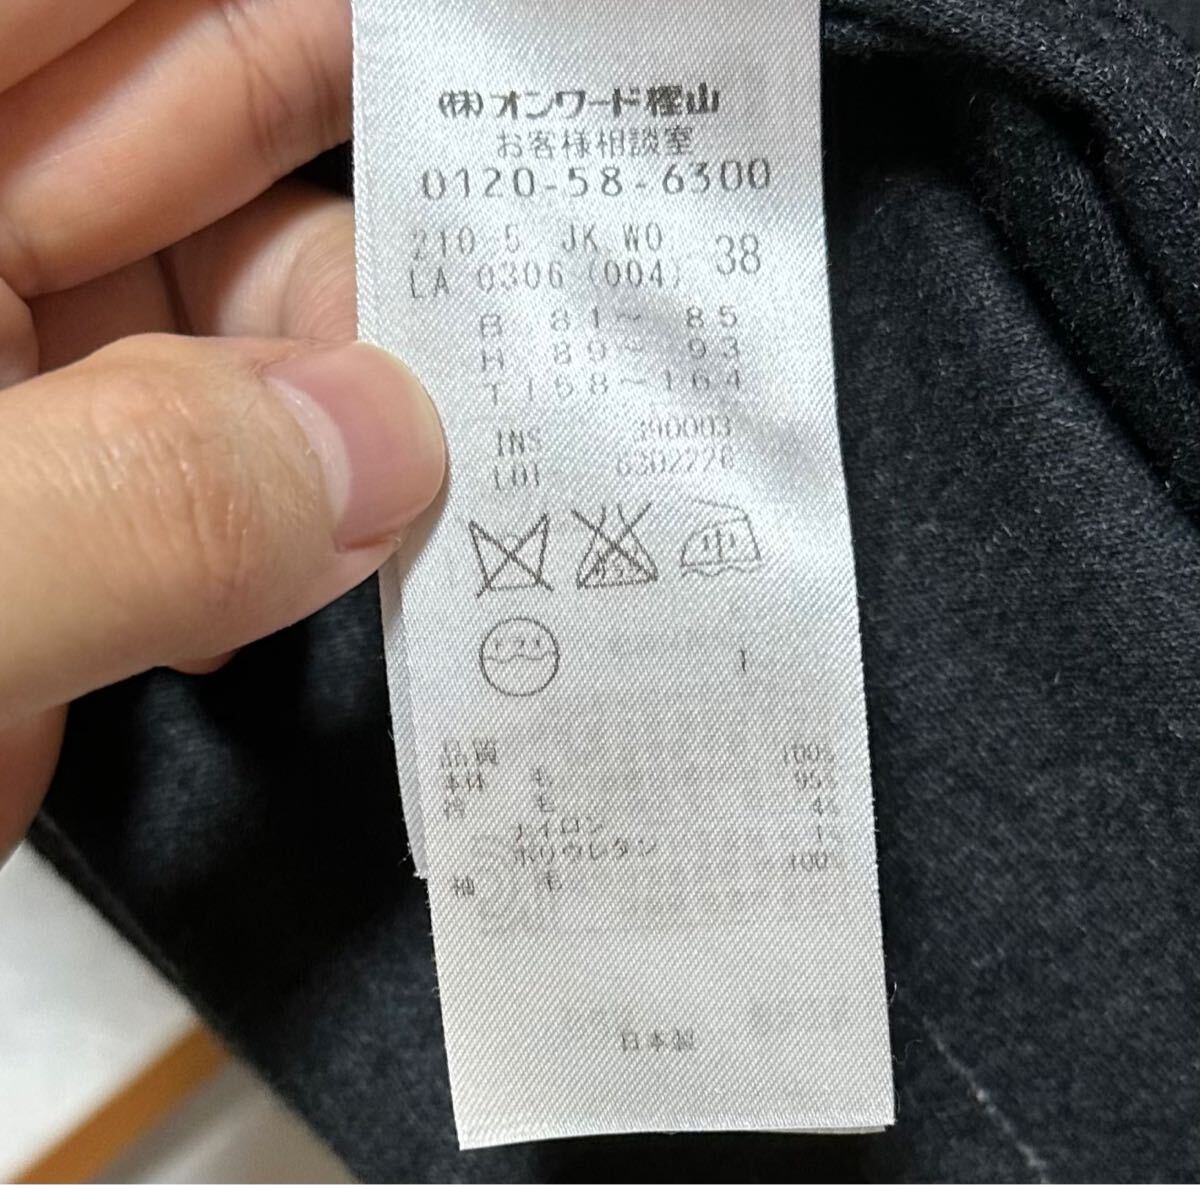 (株)オンワード樫山
お客様相談室
0120-58-6300
210 5 JK WO 38
LA 0306 (004)
B 81～ 85
H 89～ 93
T 158～164
INS 390003
LOT
中
1
品質
本体 毛 100%
衿 毛 95%
ナイロン 4%
ポリウレタン 1%
袖 毛 100%
日本製